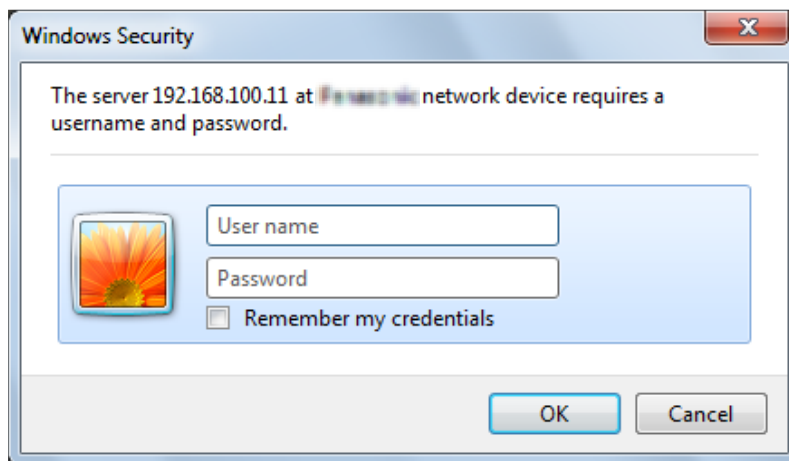 Windows Security
The server 192.168.100.11 at network device requires a
username and password.
User name
Password
Remember my credentials
OK
Cancel